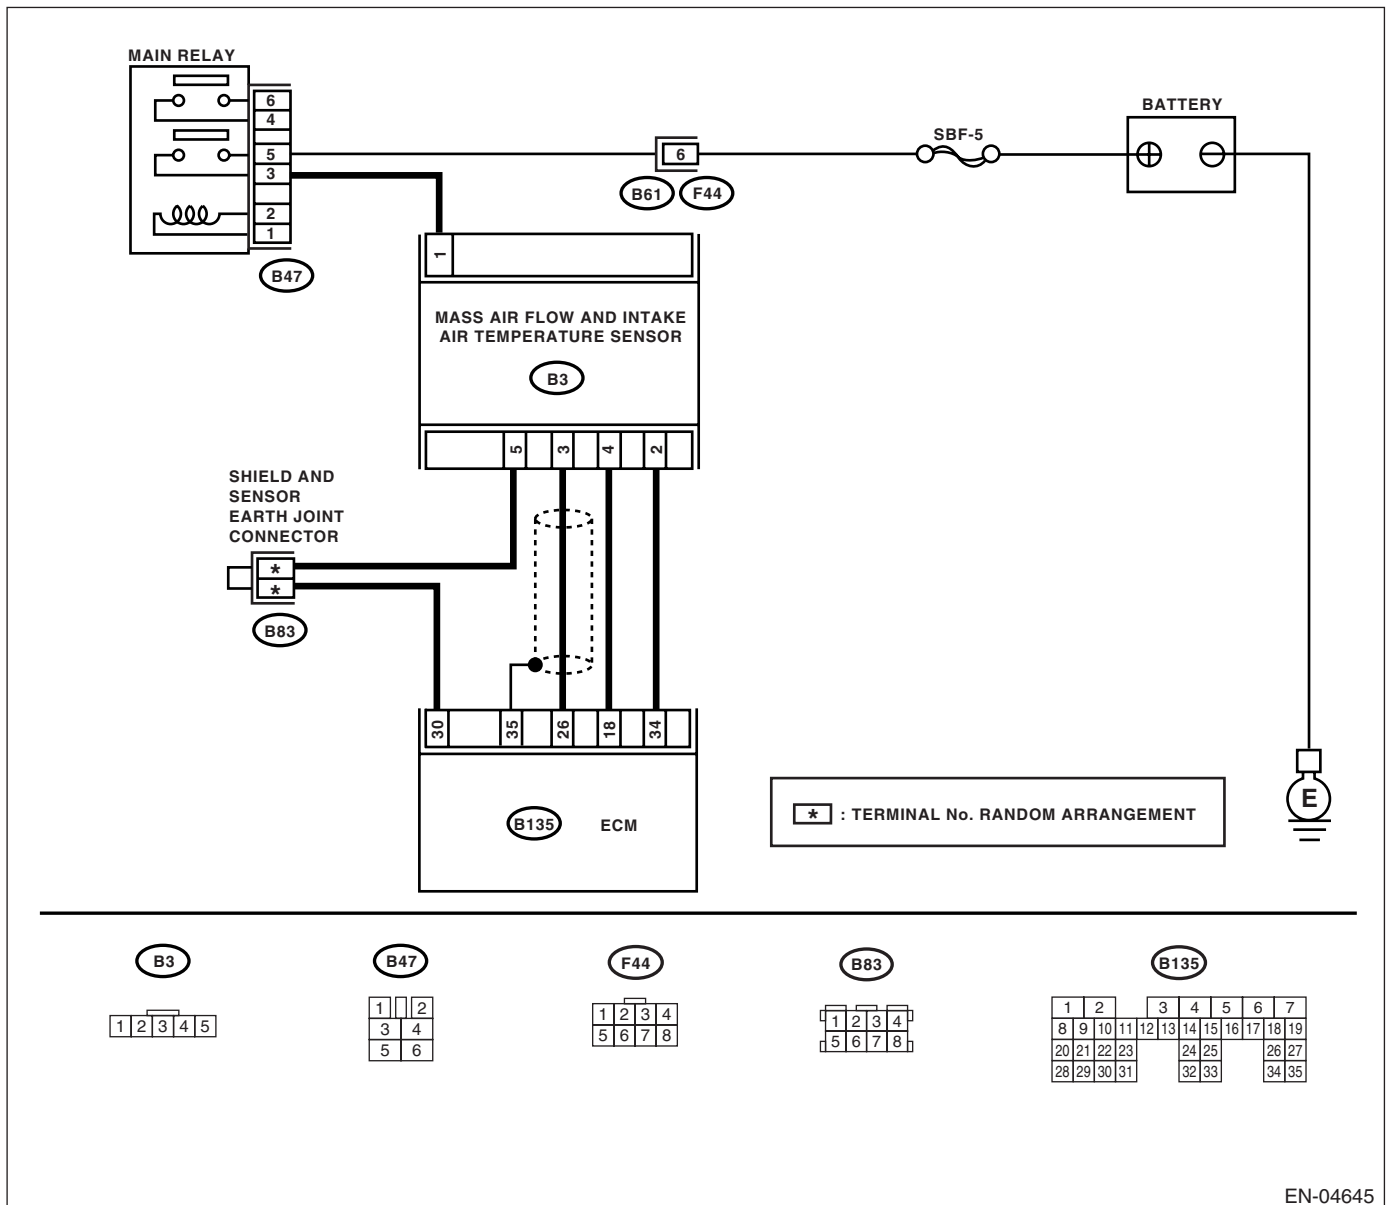 MAIN RELAY
6
4
5
3
2
1
B47
6
B61 F44
SBF-5
BATTERY
1
MASS AIR FLOW AND INTAKE
AIR TEMPERATURE SENSOR
B3
5 3 4 2
SHIELD AND
SENSOR
EARTH JOINT
CONNECTOR
*
*
B83
30 35 26 18 34
B135 ECM
* : TERMINAL No. RANDOM ARRANGEMENT
E
B3
1 2 3 4 5
B47
1 2
3 4
5 6
F44
1 2 3 4
5 6 7 8
B83
1 2 3 4
5 6 7 8
B135
1 2 3 4 5 6 7
8 9 10 11 12 13 14 15 16 17 18 19
20 21 22 23 24 25 26 27
28 29 30 31 32 33 34 35
EN-04645